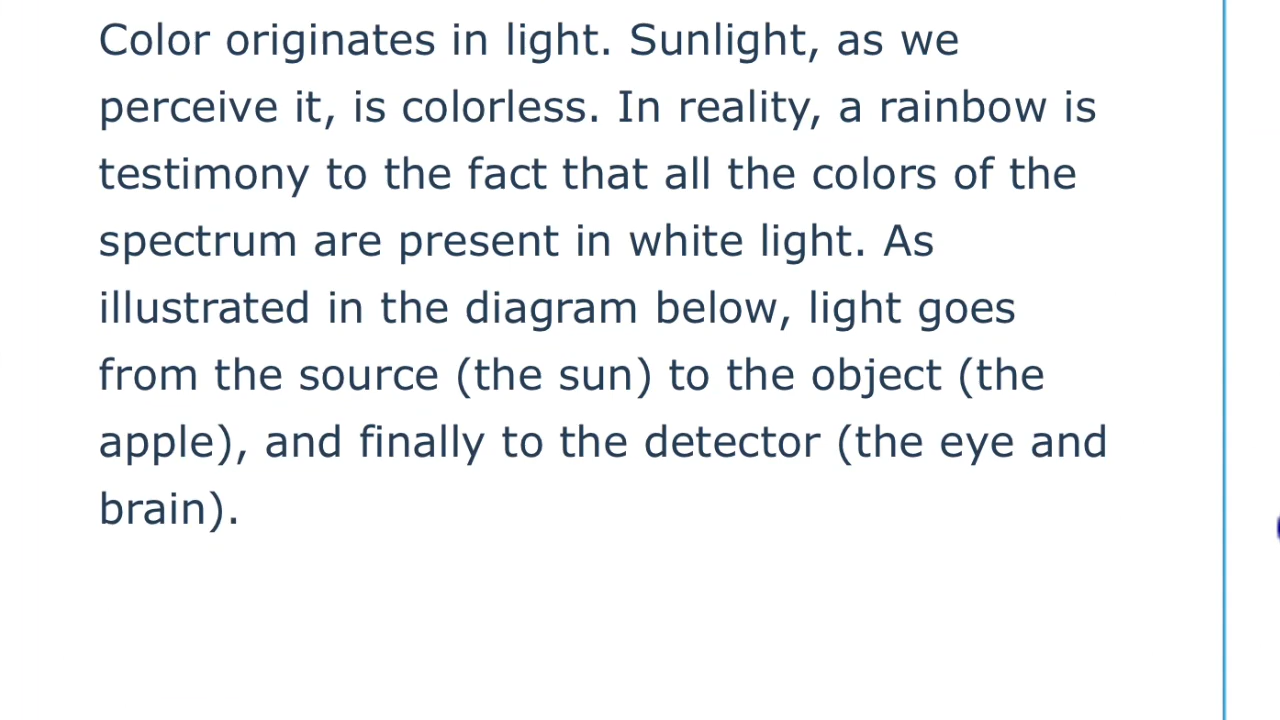 Color originates in light. Sunlight, as we
perceive it, is colorless. In reality, a rainbow is
testimony to the fact that all the colors of the
spectrum are present in white light. As
illustrated in the diagram below, light goes
from the source (the sun) to the object (the
apple), and finally to the detector (the eye and
brain).